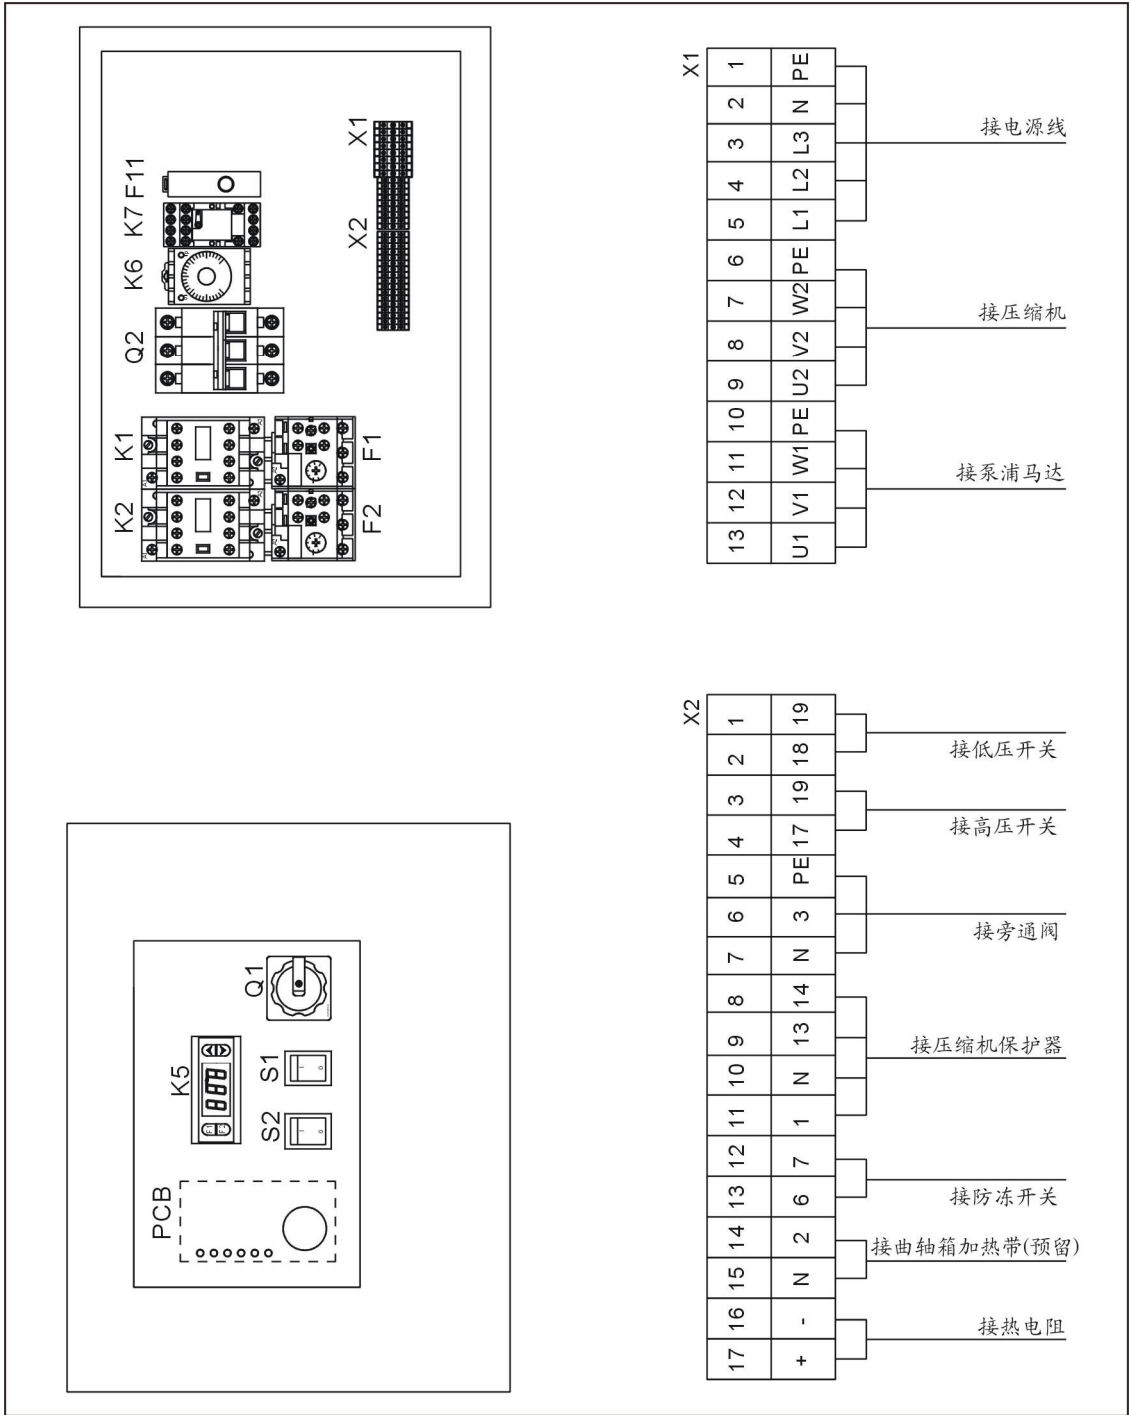 X1
X2
F11
K7
K6
Q2
K1
K2
F1
F2
X1
1 PE
2 N
3 L3
4 L2
5 L1
6 PE
7 W2
8 V2
9 U2
10 PE
11 W1
12 V1
13 U1
接电源线
接压缩机
接泵浦马达
Q1
K5
S1
S2
PCB
X2
1 19
2 18
3 19
4 17
5 PE
6 3
7 N
8 14
9 13
10 N
11 1
12 7
13 6
14 2
15 N
16 -
17 +
接低压开关
接高压开关
接旁通阀
接压缩机保护器
接防冻开关
接曲轴箱加热带(预留)
接热电阻